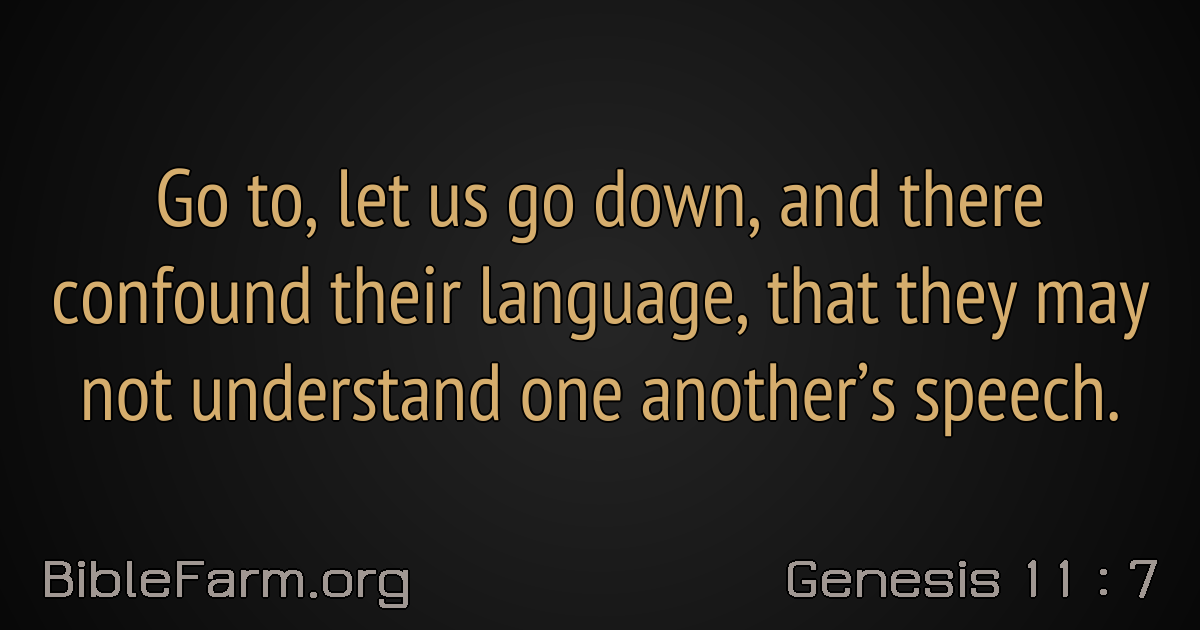 Go to, let us go down, and there
confound their language, that they may
not understand one another’s speech.
BibleFarm.org
Genesis 11 : 7